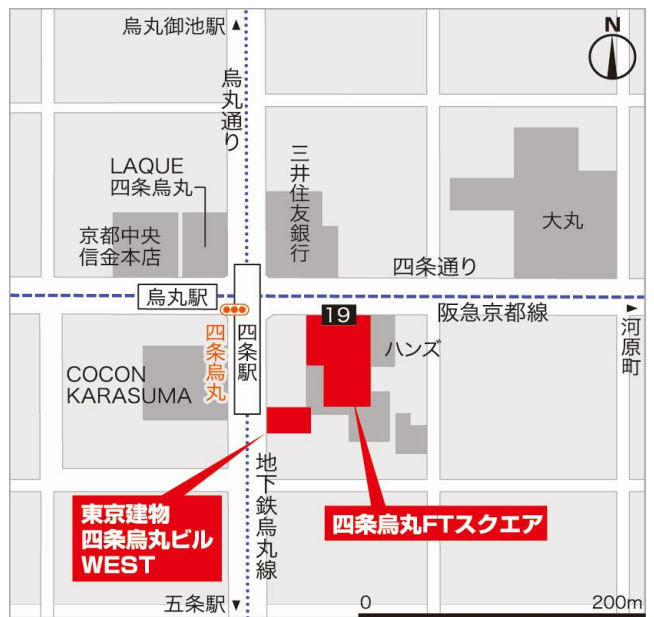 烏丸御池駅
N
烏丸通り
LAQUE
四条烏丸
三井住友銀行
大丸
京都中央
信金本店
四条通り
烏丸駅
四条駅
19
阪急京都線
河原町
四条烏丸
ハンズ
COCON
KARASUMA
地下鉄烏丸線
東京建物
四条烏丸ビル
WEST
四条烏丸FTスクエア
五条駅
0
200m